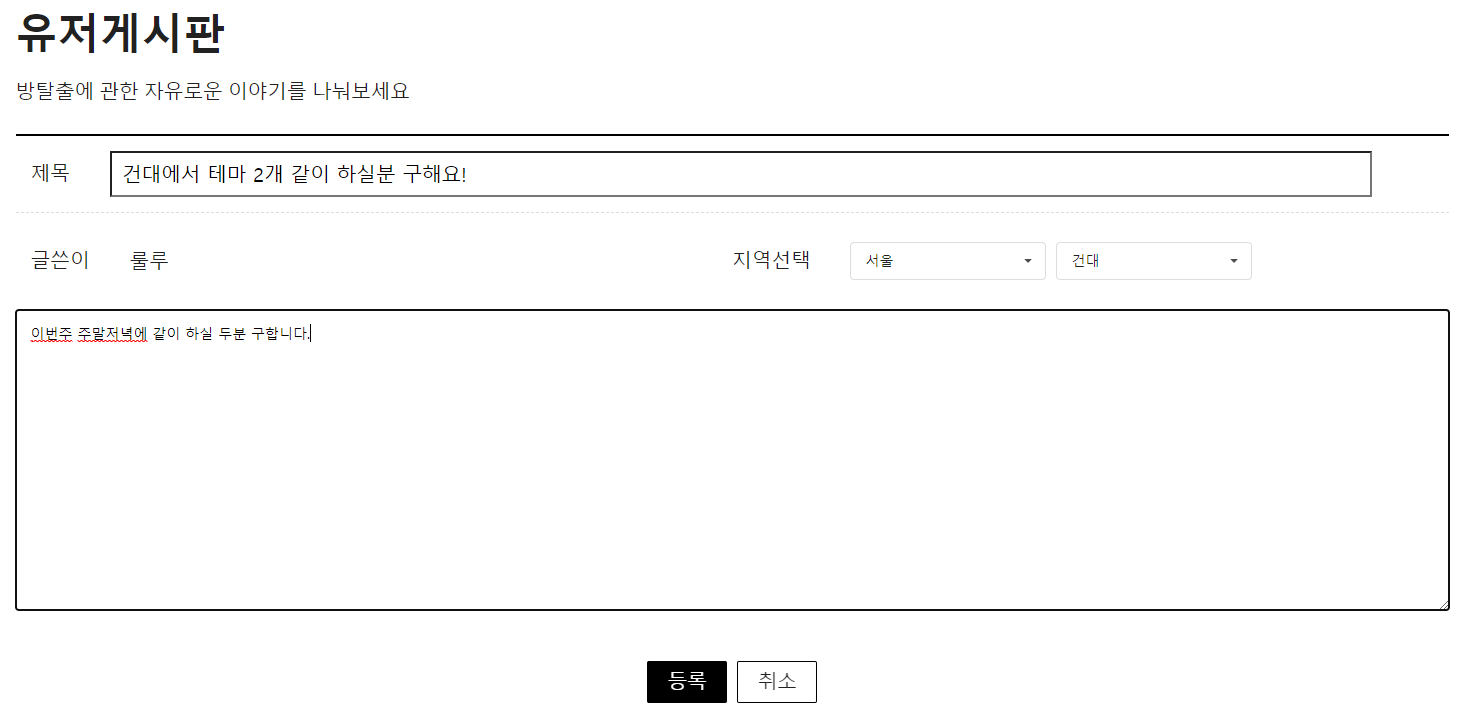 유저게시판
방탈출에 관한 자유로운 이야기를 나눠보세요
제목 건대에서 테마 2개 같이 하실분 구해요!
글쓴이 룰루 지역선택 서울 건대
이번주 주말저녁에 같이 하실 두분 구합니다.
등록 취소